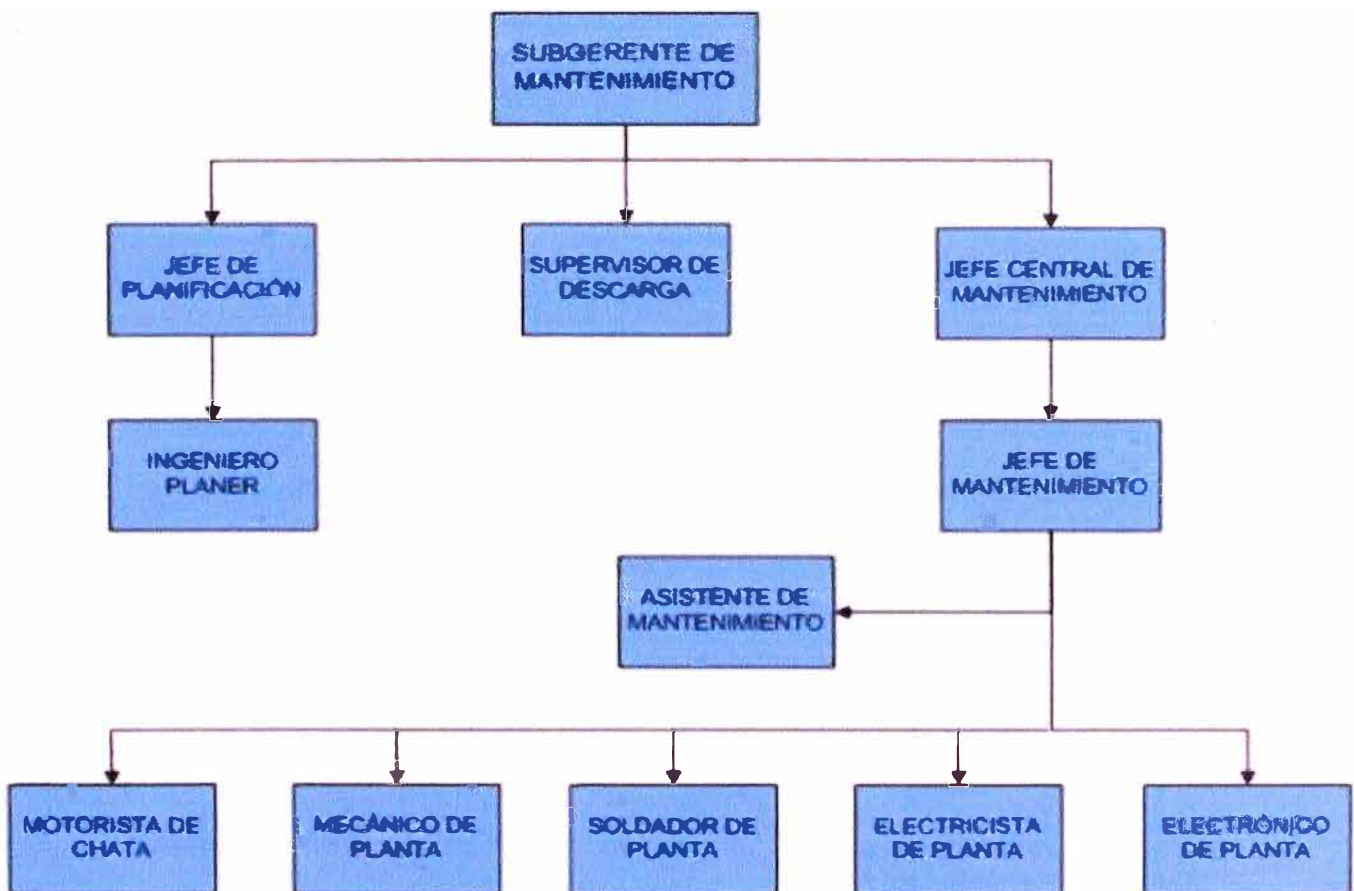 SUBGERENTE DE
MANTENIMIENTO
JEFE DE
PLANIFICACIÓN
SUPERVISOR DE
DESCARGA
JEFE CENTRAL DE
MANTENIMIENTO
INGENIERO
PLANER
JEFE DE
MANTENIMIENTO
ASISTENTE DE
MANTENIMIENTO
MOTORISTA DE
CHATA
MECÁNICO DE
PLANTA
SOLDADOR DE
PLANTA
ELECTRICISTA
DE PLANTA
ELECTRÓNICO
DE PLANTA